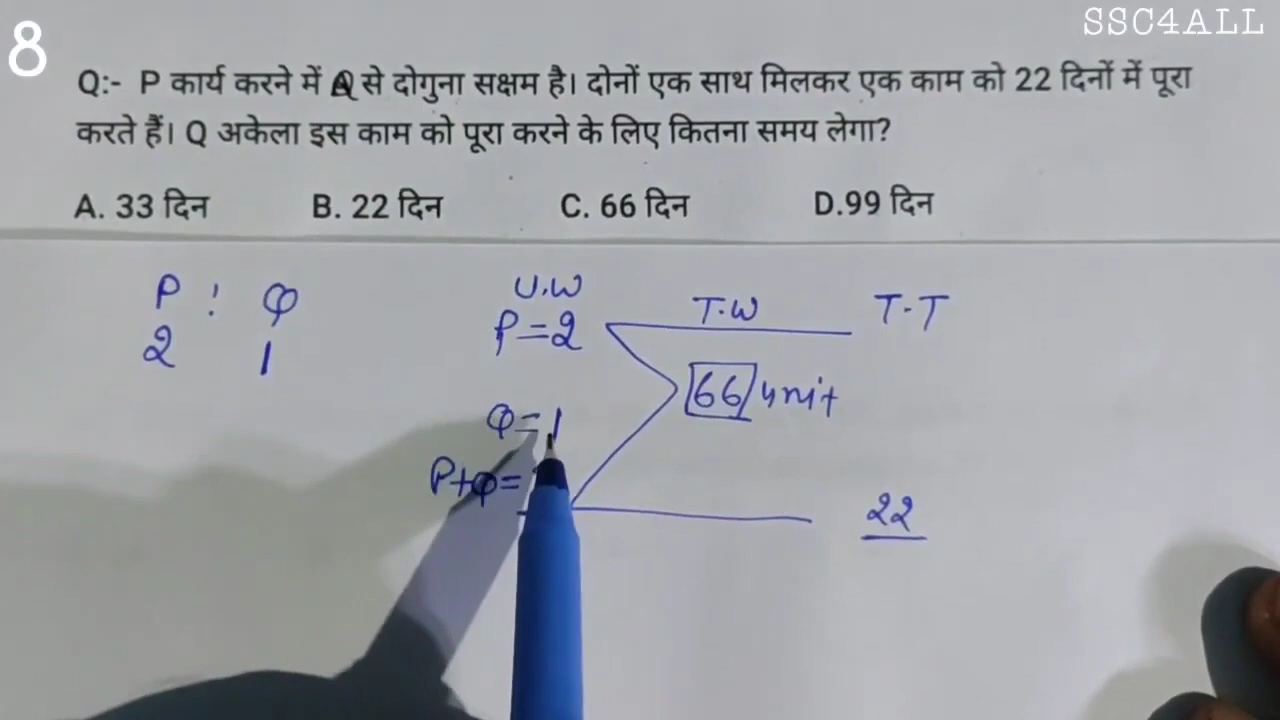 SSC4ALL
8
Q:- P कार्य करने में Q से दोगुना सक्षम है। दोनों एक साथ मिलकर एक काम को 22 दिनों में पूरा
करते हैं। Q अकेला इस काम को पूरा करने के लिए कितना समय लेगा?
A. 33 दिन B. 22 दिन C. 66 दिन D.99 दिन
P : Q U.W T.W T.T
2 1 P=2
66 unit
Q=1
P+Q=
22